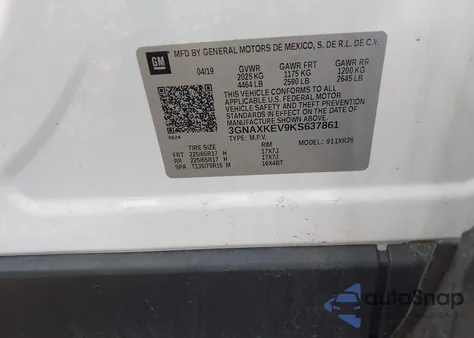 GM
MFD BY GENERAL MOTORS DE MEXICO, S. DE R.L. DE C.V.
04/19 GVWR GAWR FRT GAWR RR.
2025 KG 1175 KG 1200 KG
4464 LB 2590 LB 2645 LB
THIS VEHICLE CONFORMS TO ALL APPLICABLE U.S. FEDERAL MOTOR
VEHICLE SAFETY, BUMPER, AND THEFT PREVENTION STANDARDS
IN EFFECT ON THE DATE OF MANUFACTURE SHOWN ABOVE.
3GNAXKEV9KS637861
TYPE: M.P.V. MODEL: 911XR26
TIRE SIZE RIM
FRT 225/65R17 H 17X7J
RR 225/65R17 H 17X7J
SPA T135/70R16 M 16X4BT
autoSnap